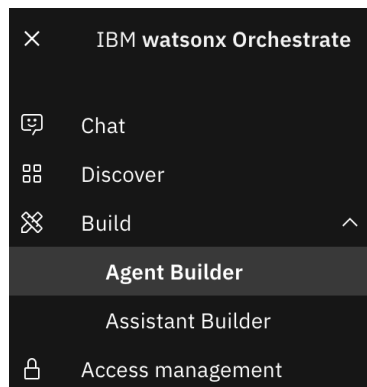 IBM watsonx Orchestrate
Chat
Discover
Build
Agent Builder
Assistant Builder
Access management